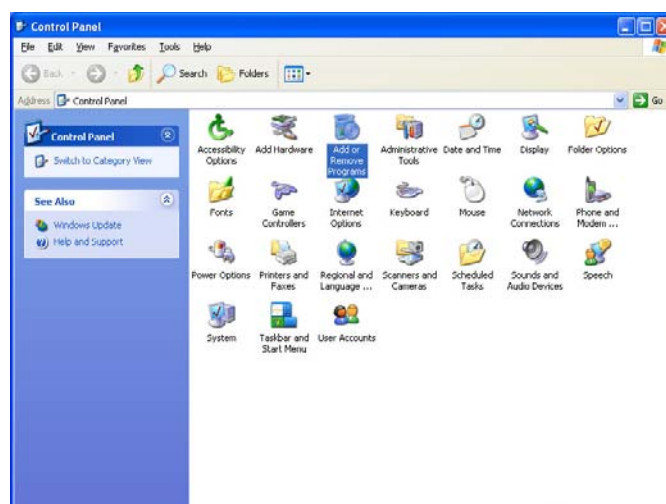 Control Panel
File Edit View Favorites Tools Help
Back Search Folders
Address Control Panel Go
Control Panel
Switch to Category View
See Also
Windows Update
Help and Support
Accessibility Options
Add Hardware
Add or Remove Programs
Administrative Tools
Date and Time
Display
Folder Options
Fonts
Game Controllers
Internet Options
Keyboard
Mouse
Network Connections
Phone and Modem ...
Power Options
Printers and Faxes
Regional and Language ...
Scanners and Cameras
Scheduled Tasks
Sounds and Audio Devices
Speech
System
Taskbar and Start Menu
User Accounts